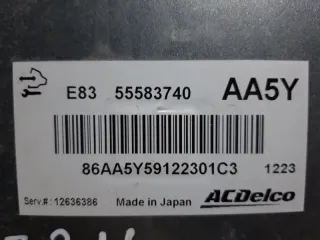 E83 55583740 AA5Y
86AA5Y59122301C3 1223
Serv.#: 12636386 Made in Japan ACDelco